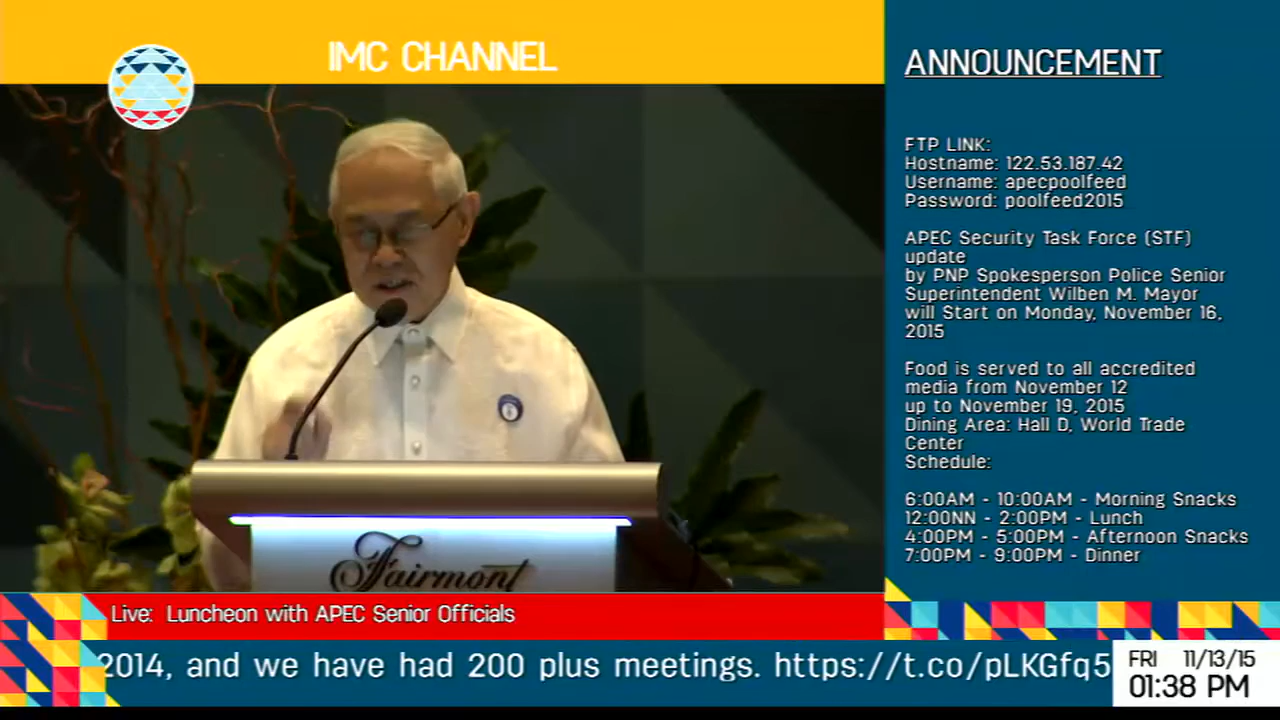 IMC CHANNEL
ANNOUNCEMENT
FTP LINK:
Hostname: 122.53.187.42
Username: apecpoolfeed
Password: poolfeed2015
APEC Security Task Force (STF)
update
by PNP Spokesperson Police Senior
Superintendent Wilben M. Mayor
will Start on Monday, November 16,
2015
Food is served to all accredited
media from November 12
up to November 19, 2015
Dining Area: Hall D, World Trade
Center
Schedule:
6:00AM - 10:00AM - Morning Snacks
12:00NN - 2:00PM - Lunch
4:00PM - 5:00PM - Afternoon Snacks
7:00PM - 9:00PM - Dinner
Fairmont
Live: Luncheon with APEC Senior Officials
2014, and we have had 200 plus meetings. https://t.co/pLKGfq5
FRI 11/13/15
01:38 PM